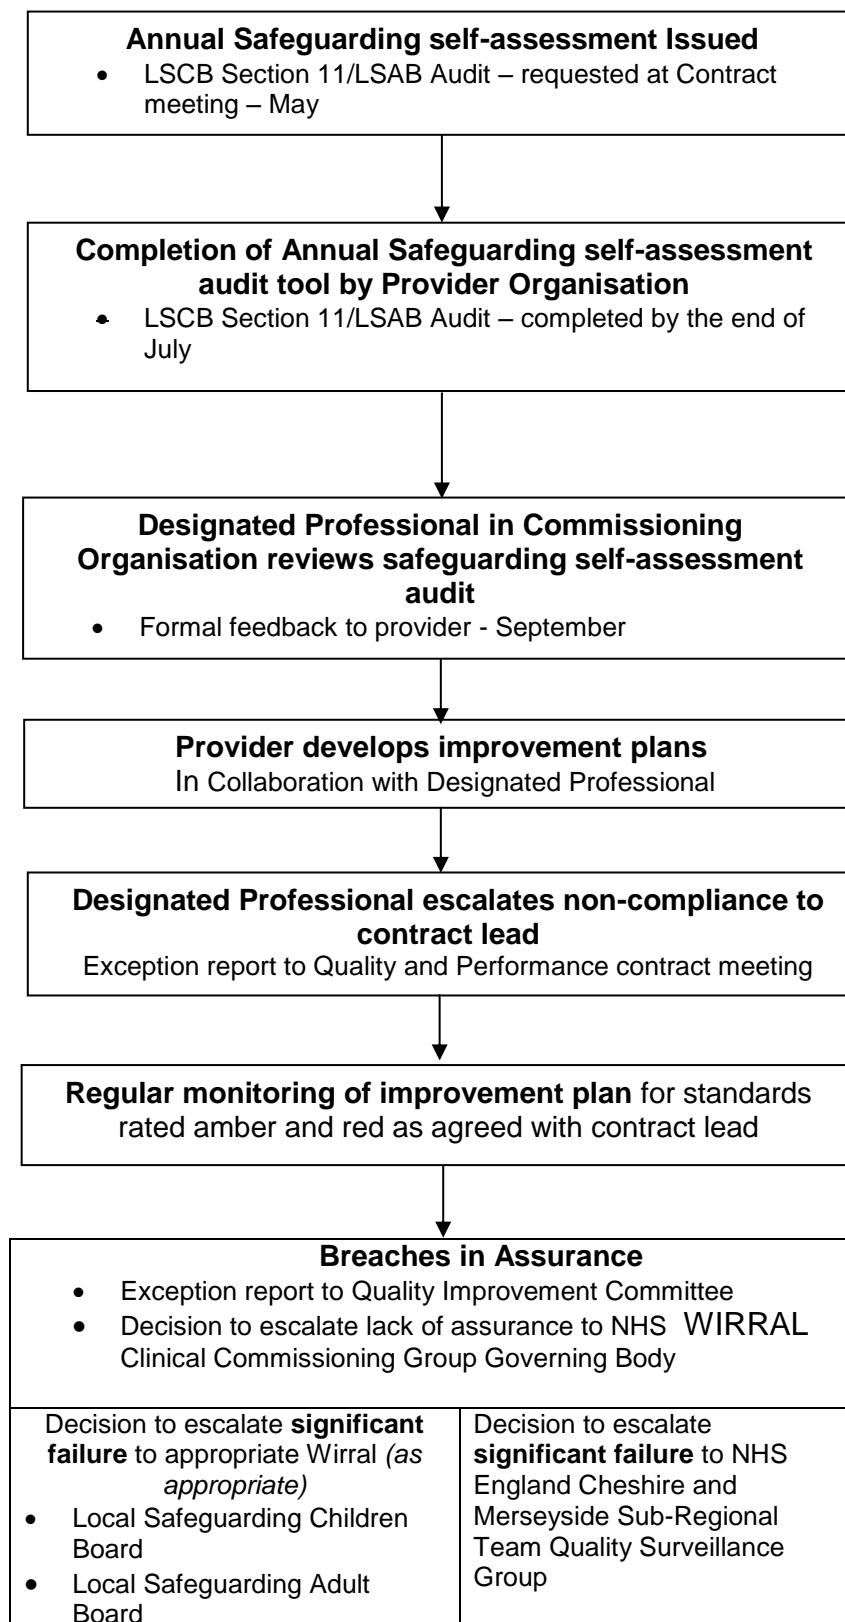 Annual Safeguarding self-assessment Issued
• LSCB Section 11/LSAB Audit – requested at Contract
meeting – May
Completion of Annual Safeguarding self-assessment
audit tool by Provider Organisation
• LSCB Section 11/LSAB Audit – completed by the end of
July
Designated Professional in Commissioning
Organisation reviews safeguarding self-assessment
audit
• Formal feedback to provider - September
Provider develops improvement plans
In Collaboration with Designated Professional
Designated Professional escalates non-compliance to
contract lead
Exception report to Quality and Performance contract meeting
Regular monitoring of improvement plan for standards
rated amber and red as agreed with contract lead
Breaches in Assurance
• Exception report to Quality Improvement Committee
• Decision to escalate lack of assurance to NHS WIRRAL
Clinical Commissioning Group Governing Body
Decision to escalate significant
failure to appropriate Wirral (as
appropriate)
• Local Safeguarding Children
Board
• Local Safeguarding Adult
Board
Decision to escalate
significant failure to NHS
England Cheshire and
Merseyside Sub-Regional
Team Quality Surveillance
Group